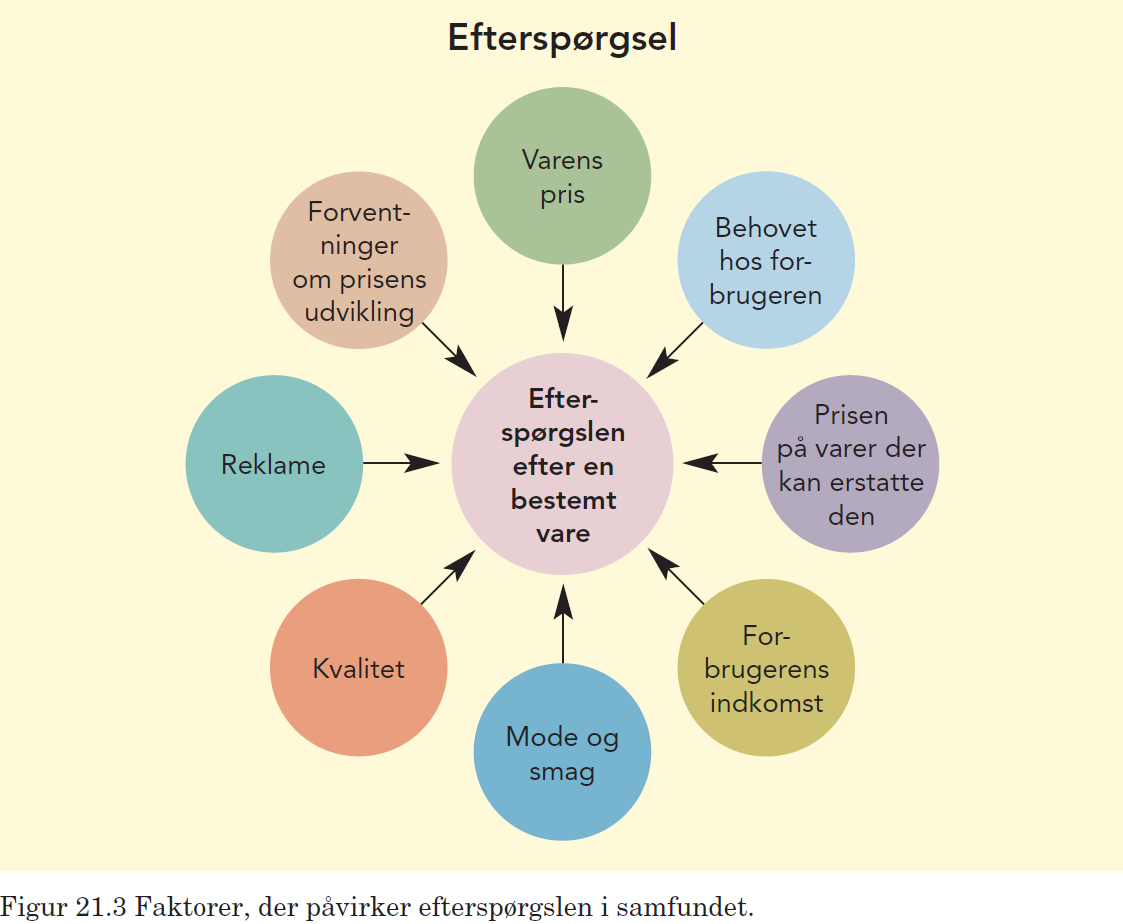 Efterspørgsel
Varens
pris
Behovet
hos for-
brugeren
Prisen
på varer der
kan erstatte
den
For-
brugerens
indkomst
Mode og
smag
Kvalitet
Reklame
Forvent-
ninger
om prisens
udvikling
Efter-
spørgslen
efter en
bestemt
vare
Figur 21.3 Faktorer, der påvirker efterspørgslen i samfundet.